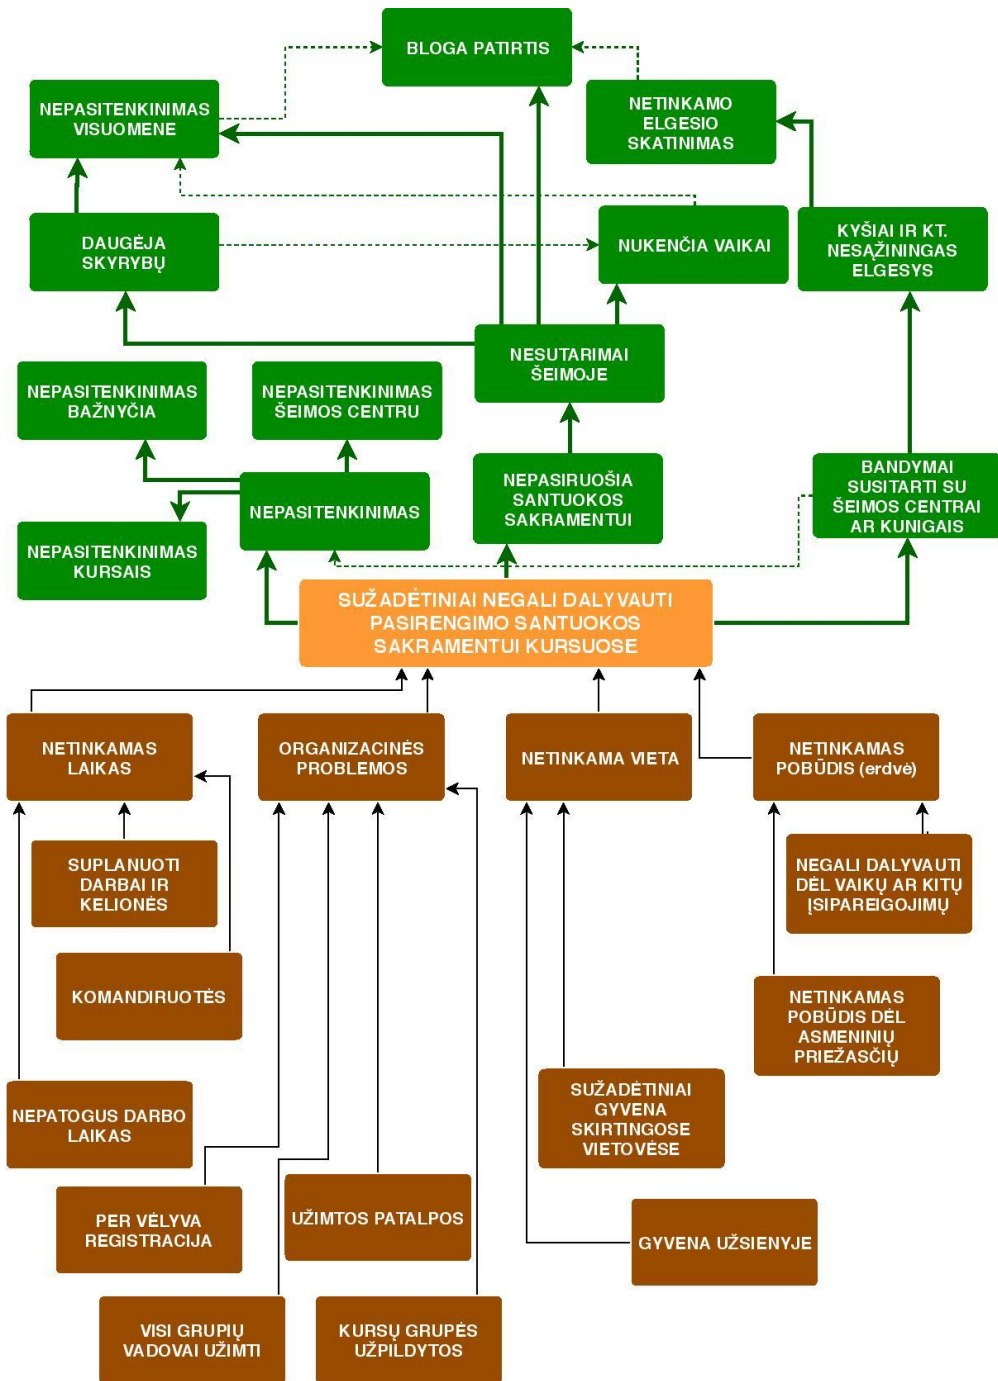 BLOGA PATIRTIS
NEPASITENKINIMAS
VISUOMENE
NETINKAMO
ELGESIO
SKATINIMAS
DAUGĖJA
SKYRYBŲ
NUKENČIA VAIKAI
KYŠIAI IR KT.
NESĄŽININGAS
ELGESYS
NESUTARIMAI
ŠEIMOJE
NEPASITENKINIMAS
BAŽNYČIA
NEPASITENKINIMAS
ŠEIMOS CENTRU
NEPASITENKINIMAS
NEPASIRUOŠIA
SANTUOKOS
SAKRAMENTUI
BANDYMAI
SUSITARTI SU
ŠEIMOS CENTRAI
AR KUNIGAIS
NEPASITENKINIMAS
KURSAIS
SUŽADĖTINIAI NEGALI DALYVAUTI
PASIRENGIMO SANTUOKOS
SAKRAMENTUI KURSUOSE
NETINKAMAS
LAIKAS
ORGANIZACINĖS
PROBLEMOS
NETINKAMA VIETA
NETINKAMAS
POBŪDIS (erdvė)
SUPLANUOTI
DARBAI IR
KELIONĖS
NEGALI DALYVAUTI
DĖL VAIKŲ AR KITŲ
ĮSIPAREIGOJIMŲ
KOMANDIRUOTĖS
NETINKAMAS
POBŪDIS DĖL
ASMENINIŲ
PRIEŽASČIŲ
NEPATOGUS DARBO
LAIKAS
SUŽADĖTINIAI
GYVENA
SKIRTINGOSE
VIETOVĖSE
PER VĖLYVA
REGISTRACIJA
UŽIMTOS PATALPOS
GYVENA UŽSIENYJE
VISI GRUPIŲ
VADOVAI UŽIMTI
KURSŲ GRUPĖS
UŽPILDYTOS